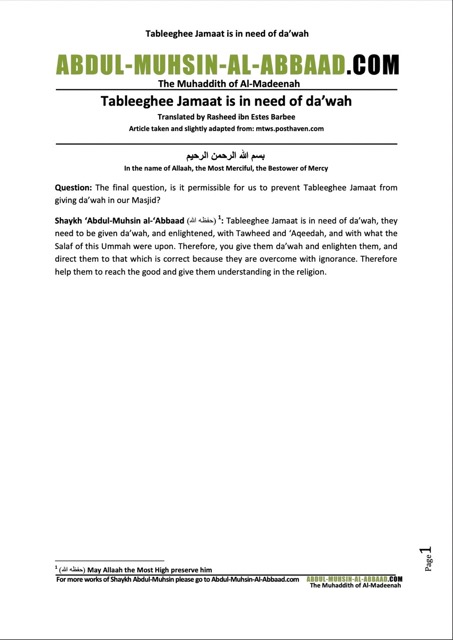 Tableeghee Jamaat is in need of da’wah
ABDUL-MUHSIN-AL-ABBAAD.COM
The Muhaddith of Al-Madeenah
Tableeghee Jamaat is in need of da’wah
Translated by Rasheed ibn Estes Barbee
Article taken and slightly adapted from: mtws.posthaven.com
بسم الله الرحمن الرحيم
In the name of Allaah, the Most Merciful, the Bestower of Mercy
Question: The final question, is it permissible for us to prevent Tableeghee Jamaat from
giving da’wah in our Masjid?
Shaykh ‘Abdul-Muhsin al-‘Abbaad (حفظه الله) 1: Tableeghee Jamaat is in need of da’wah, they
need to be given da’wah, and enlightened, with Tawheed and ‘Aqeedah, and with what the
Salaf of this Ummah were upon. Therefore, you give them da’wah and enlighten them, and
direct them to that which is correct because they are overcome with ignorance. Therefore
help them to reach the good and give them understanding in the religion.
Page 1
1 (حفظه الله) May Allaah the Most High preserve him
For more works of Shaykh Abdul-Muhsin please go to Abdul-Muhsin-Al-Abbaad.com ABDUL-MUHSIN-AL-ABBAAD.COM
The Muhaddith of Al-Madeenah